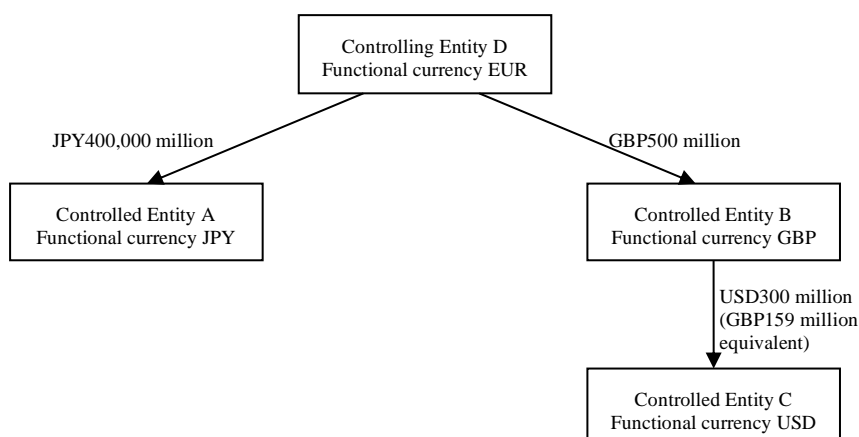 Controlling Entity D
Functional currency EUR
JPY400,000 million
GBP500 million
Controlled Entity A
Functional currency JPY
Controlled Entity B
Functional currency GBP
USD300 million
(GBP159 million
equivalent)
Controlled Entity C
Functional currency USD